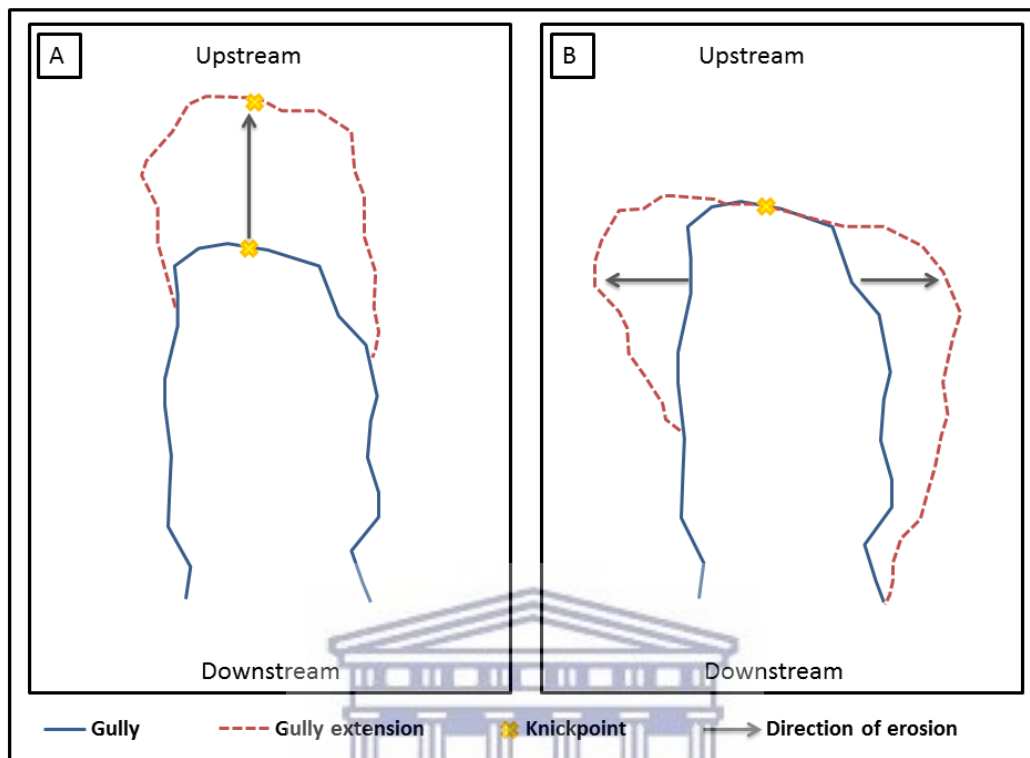 A
Upstream
Downstream
B
Upstream
Downstream
Gully
Gully extension
Knickpoint
Direction of erosion